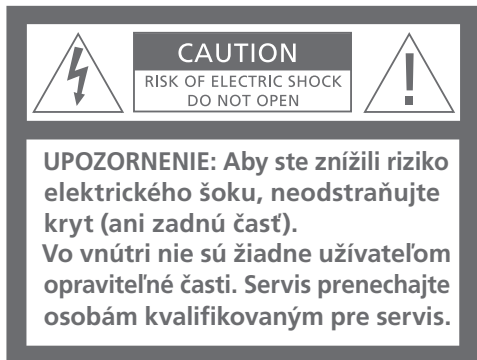 CAUTION
RISK OF ELECTRIC SHOCK
DO NOT OPEN
UPOZORNENIE: Aby ste znížili riziko
elektrického šoku, neodstraňujte
kryt (ani zadnú časť).
Vo vnútri nie sú žiadne užívateľom
opraviteľné časti. Servis prenechajte
osobám kvalifikovaným pre servis.